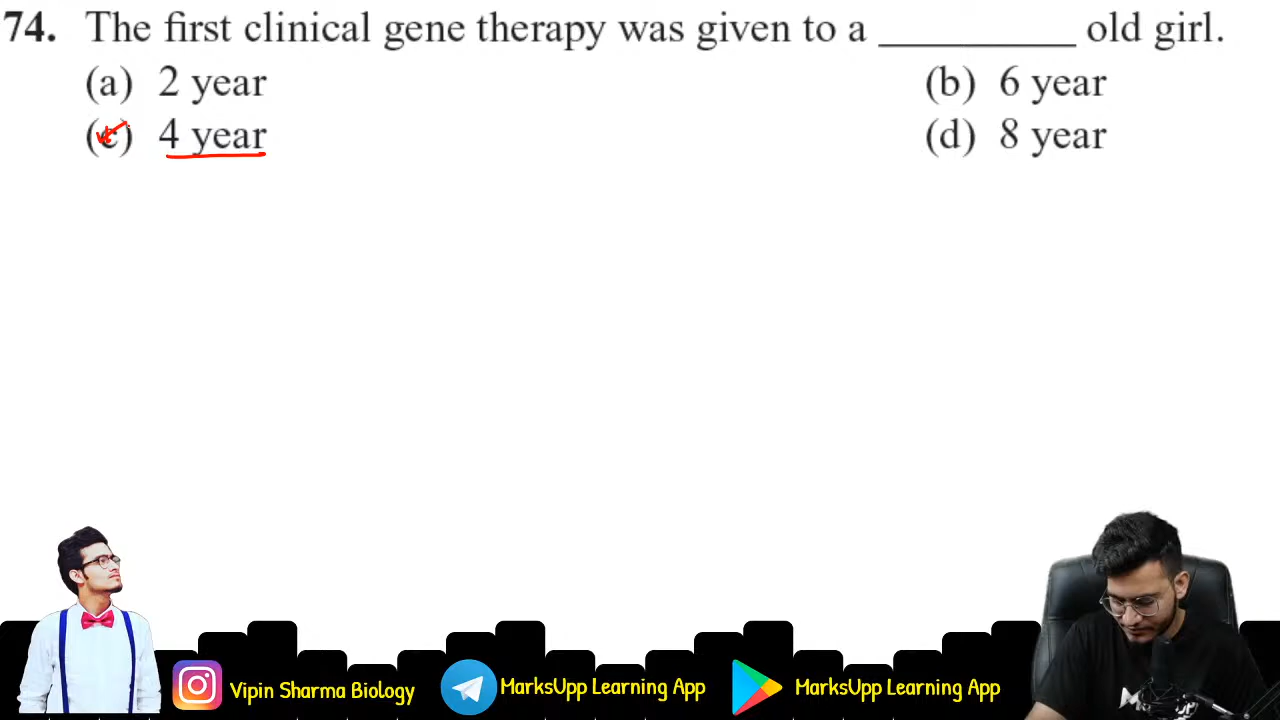 74. The first clinical gene therapy was given to a __________ old girl.
(a) 2 year (b) 6 year
(c) 4 year (d) 8 year
Vipin Sharma Biology MarksUpp Learning App MarksUpp Learning App